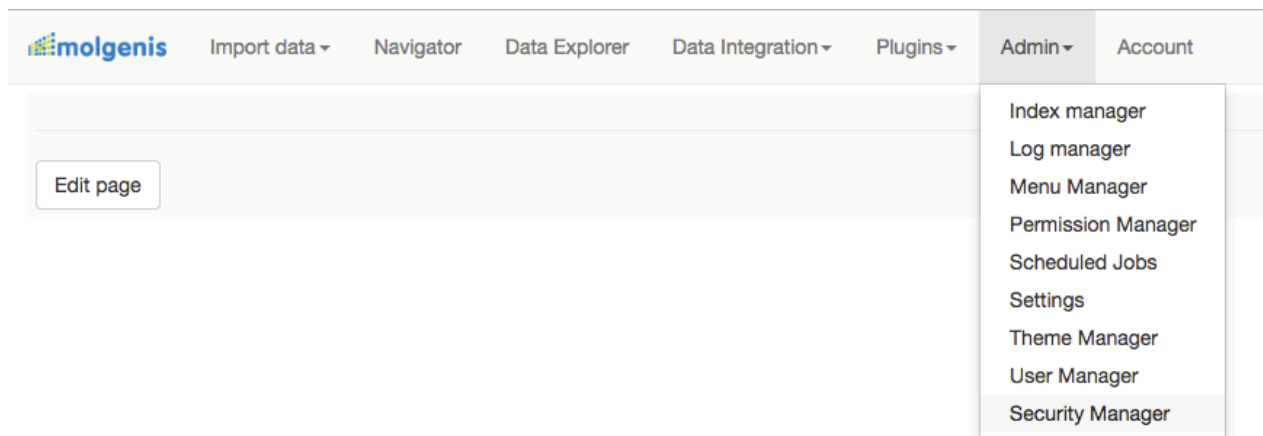 molgenis Import data Navigator Data Explorer Data Integration Plugins Admin Account
Index manager
Log manager
Menu Manager
Edit page
Permission Manager
Scheduled Jobs
Settings
Theme Manager
User Manager
Security Manager